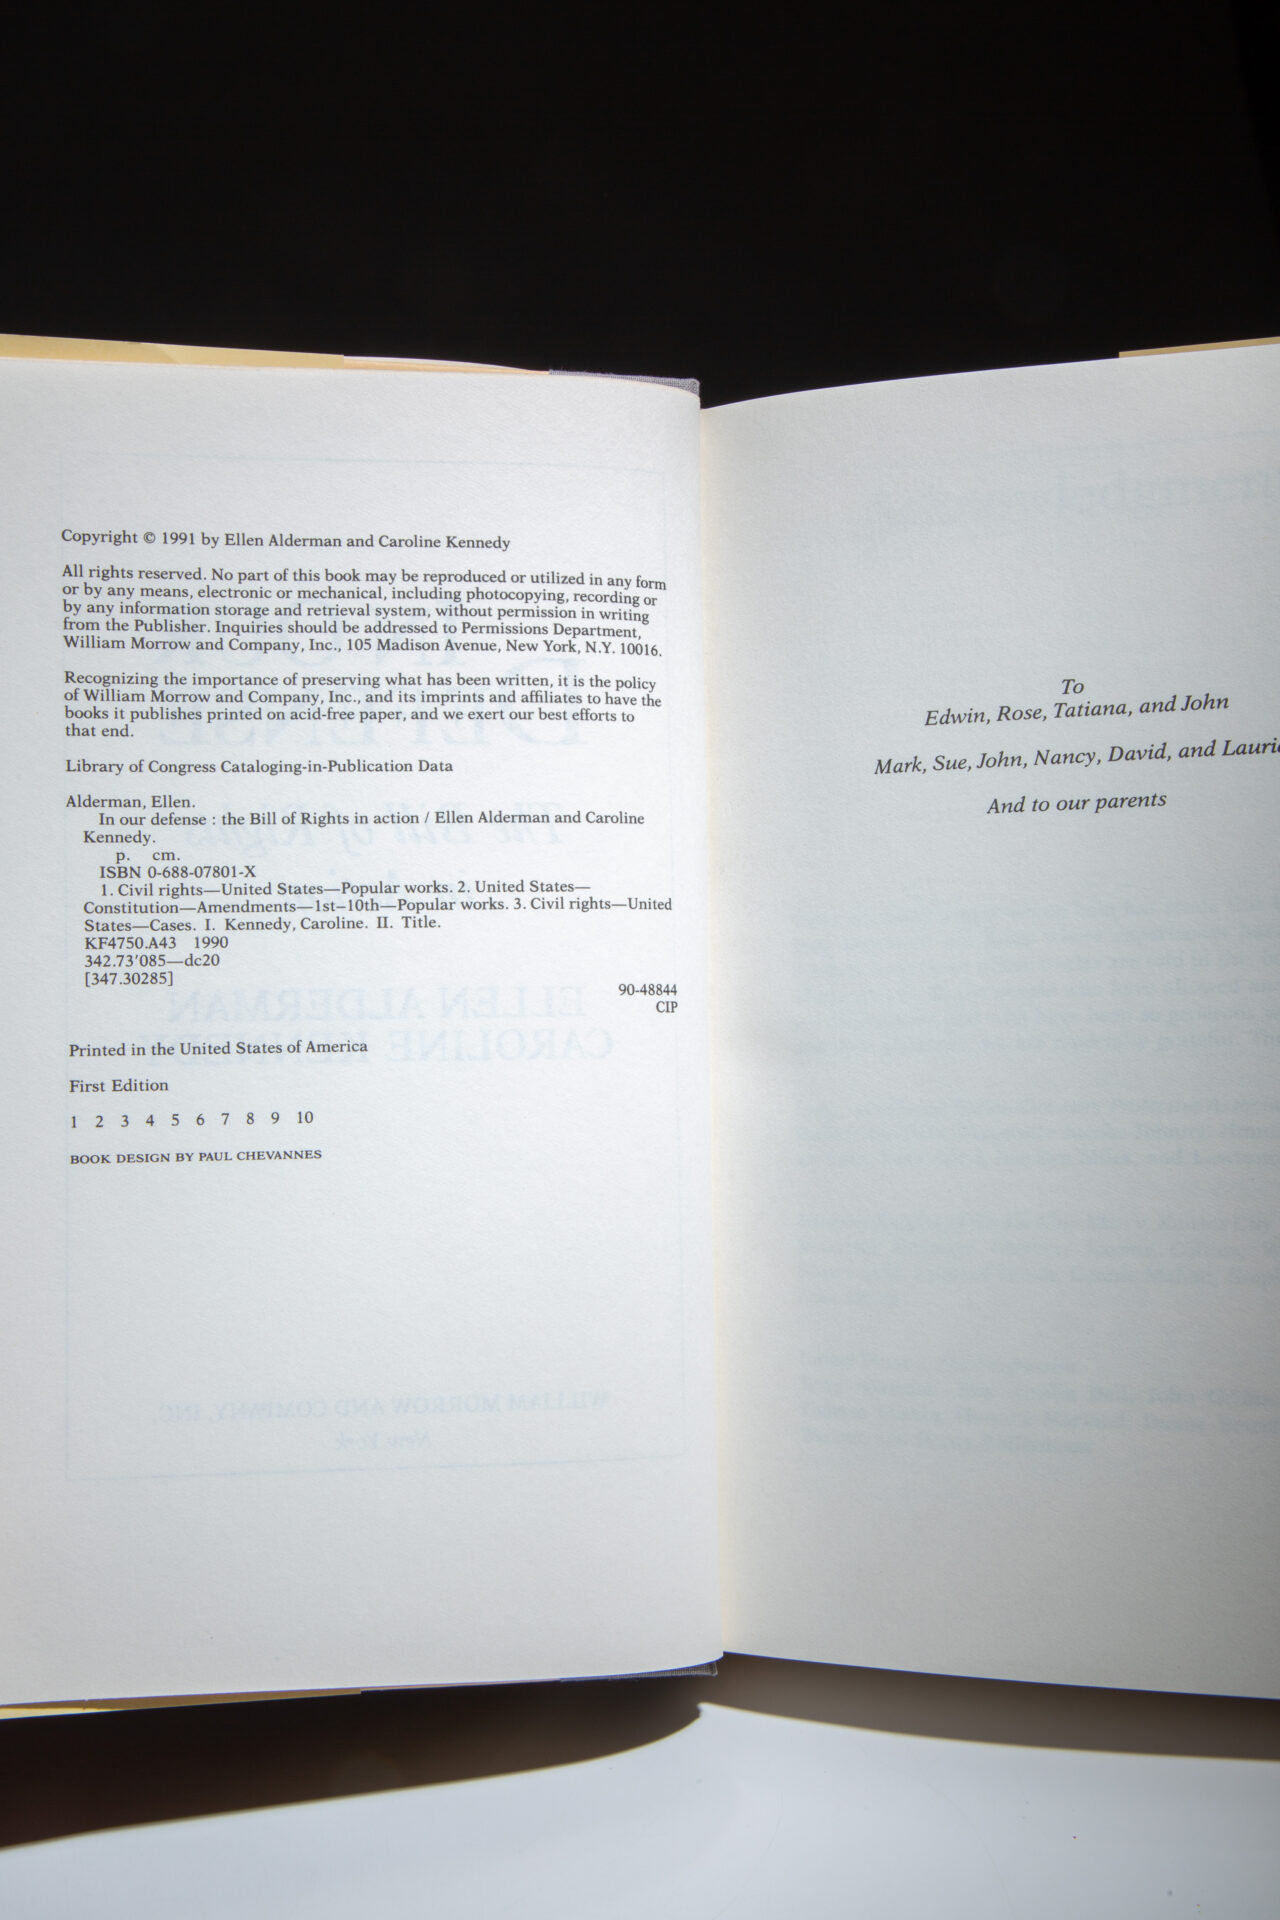 Copyright © 1991 by Ellen Alderman and Caroline Kennedy
All rights reserved. No part of this book may be reproduced or utilized in any form
or by any means, electronic or mechanical, including photocopying, recording or
by any information storage and retrieval system, without permission in writing
from the Publisher. Inquiries should be addressed to Permissions Department,
William Morrow and Company, Inc., 105 Madison Avenue, New York, N.Y. 10016.
Recognizing the importance of preserving what has been written, it is the policy
of William Morrow and Company, Inc., and its imprints and affiliates to have the
books it publishes printed on acid-free paper, and we exert our best efforts to
that end.
Library of Congress Cataloging-in-Publication Data
Alderman, Ellen.
In our defense : the Bill of Rights in action / Ellen Alderman and Caroline
Kennedy.
p. cm.
ISBN 0-688-07801-X
1. Civil rights—United States—Popular works. 2. United States—
Constitution—Amendments—1st–10th—Popular works. 3. Civil rights—United
States—Cases. I. Kennedy, Caroline. II. Title.
KF4750.A43 1990
342.73'085—dc20
[347.30285]
90-48844
CIP
Printed in the United States of America
First Edition
1 2 3 4 5 6 7 8 9 10
BOOK DESIGN BY PAUL CHEVANNES
To
Edwin, Rose, Tatiana, and John
Mark, Sue, John, Nancy, David, and Laurie
And to our parents